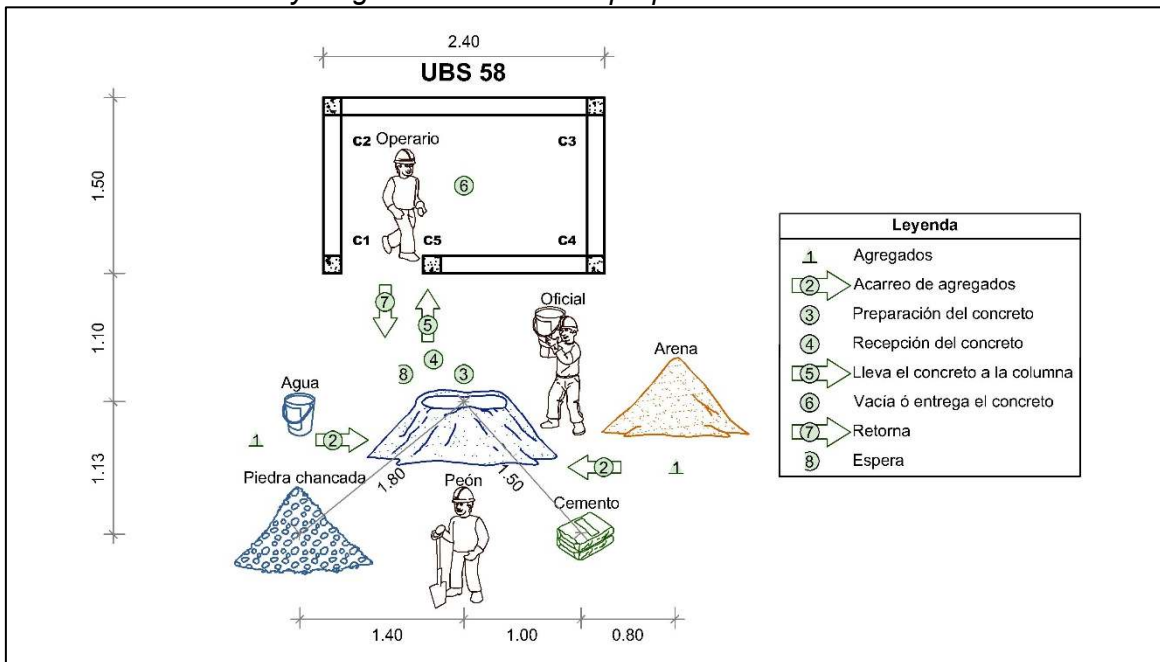 2.40
UBS 58
C2 Operario
C3
6
1.50
C1
C5
C4
7
5
Oficial
1.10
4
8
3
Agua
Arena
1
2
2
1
1.13
Piedra chancada
1.80
Peón
1.50
Cemento
1.40
1.00
0.80
Leyenda
1 Agregados
2 Acarreo de agregados
3 Preparación del concreto
4 Recepción del concreto
5 Lleva el concreto a la columna
6 Vacía ó entrega el concreto
7 Retorna
8 Espera